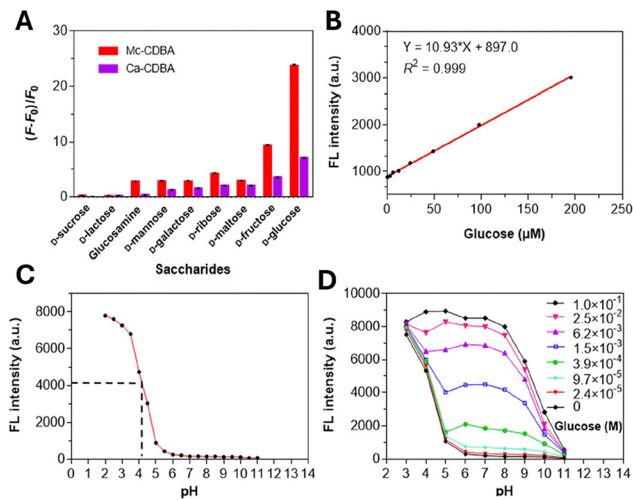 A
30
20
10
0
(F-F₀)/F₀
Mc-CDBA
Ca-CDBA
D-sucrose
D-lactose
Glucosamine
D-mannose
D-galactose
D-ribose
D-maltose
D-fructose
D-glucose
Saccharides
B
4000
3000
2000
1000
FL intensity (a.u.)
Y = 10.93*X + 897.0
R² = 0.999
0 50 100 150 200 250
Glucose (µM)
C
8000
6000
4000
2000
0
FL intensity (a.u.)
0 1 2 3 4 5 6 7 8 9 10 11 12 13 14
pH
D
10000
8000
6000
4000
2000
0
FL intensity (a.u.)
1.0×10⁻¹
2.5×10⁻²
6.2×10⁻³
1.5×10⁻³
3.9×10⁻⁴
9.7×10⁻⁵
2.4×10⁻⁵
0
Glucose (M)
2 3 4 5 6 7 8 9 10 11 12 13 14
pH